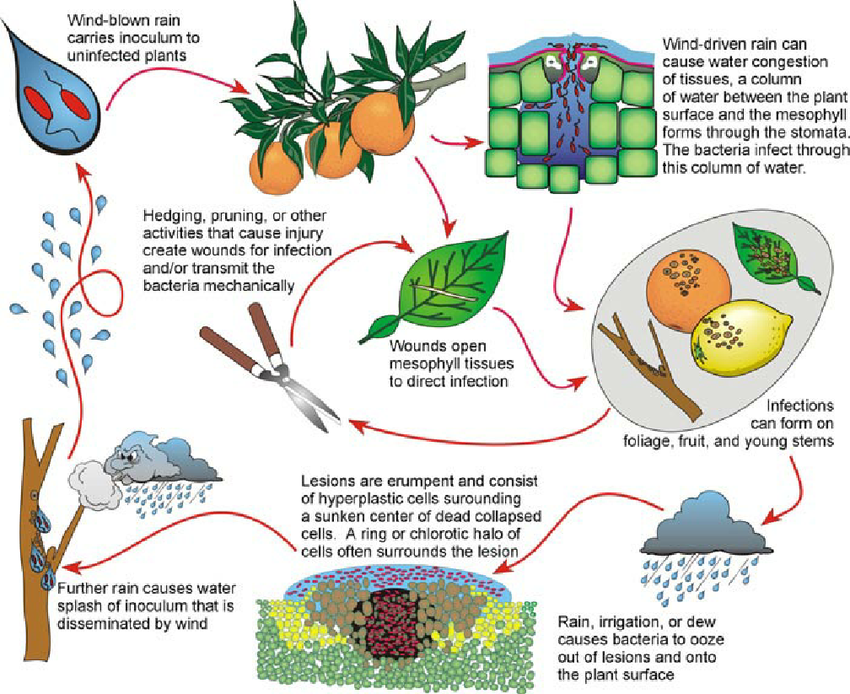 Wind-blown rain
carries inoculum to
uninfected plants
Wind-driven rain can
cause water congestion
of tissues, a column
of water between the plant
surface and the mesophyll
forms through the stomata.
The bacteria infect through
this column of water.
Hedging, pruning, or other
activities that cause injury
create wounds for infection
and/or transmit the
bacteria mechanically
Wounds open
mesophyll tissues
to direct infection
Infections
can form on
foliage, fruit, and young stems
Lesions are erumpent and consist
of hyperplastic cells surounding
a sunken center of dead collapsed
cells. A ring or chlorotic halo of
cells often surrounds the lesion
Further rain causes water
splash of inoculum that is
disseminated by wind
Rain, irrigation, or dew
causes bacteria to ooze
out of lesions and onto
the plant surface